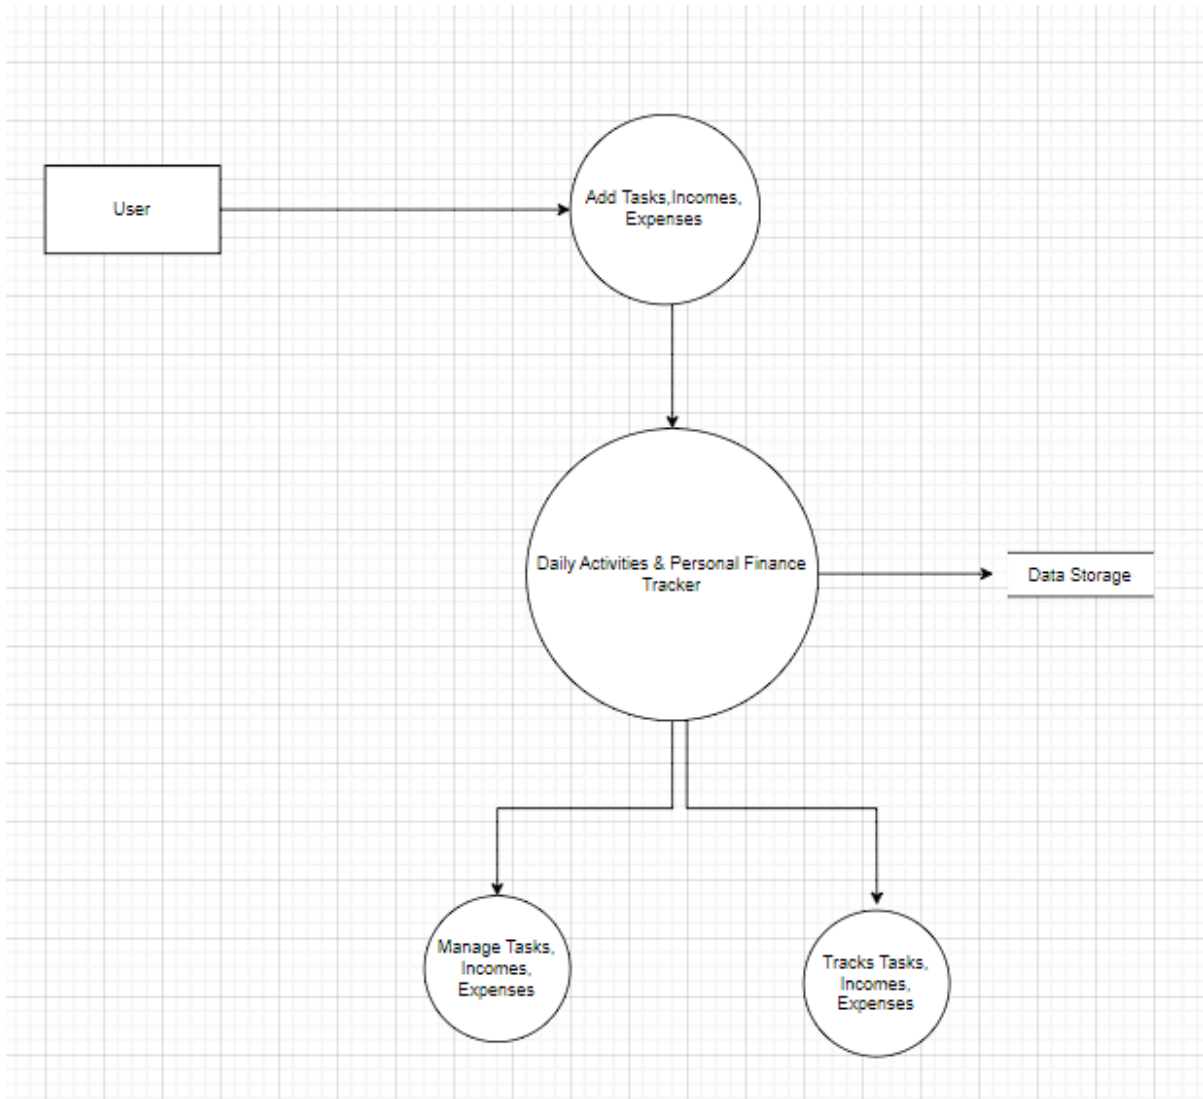 User
Add Tasks,Incomes,
Expenses
Daily Activities & Personal Finance
Tracker
Data Storage
Manage Tasks,
Incomes,
Expenses
Tracks Tasks,
Incomes,
Expenses